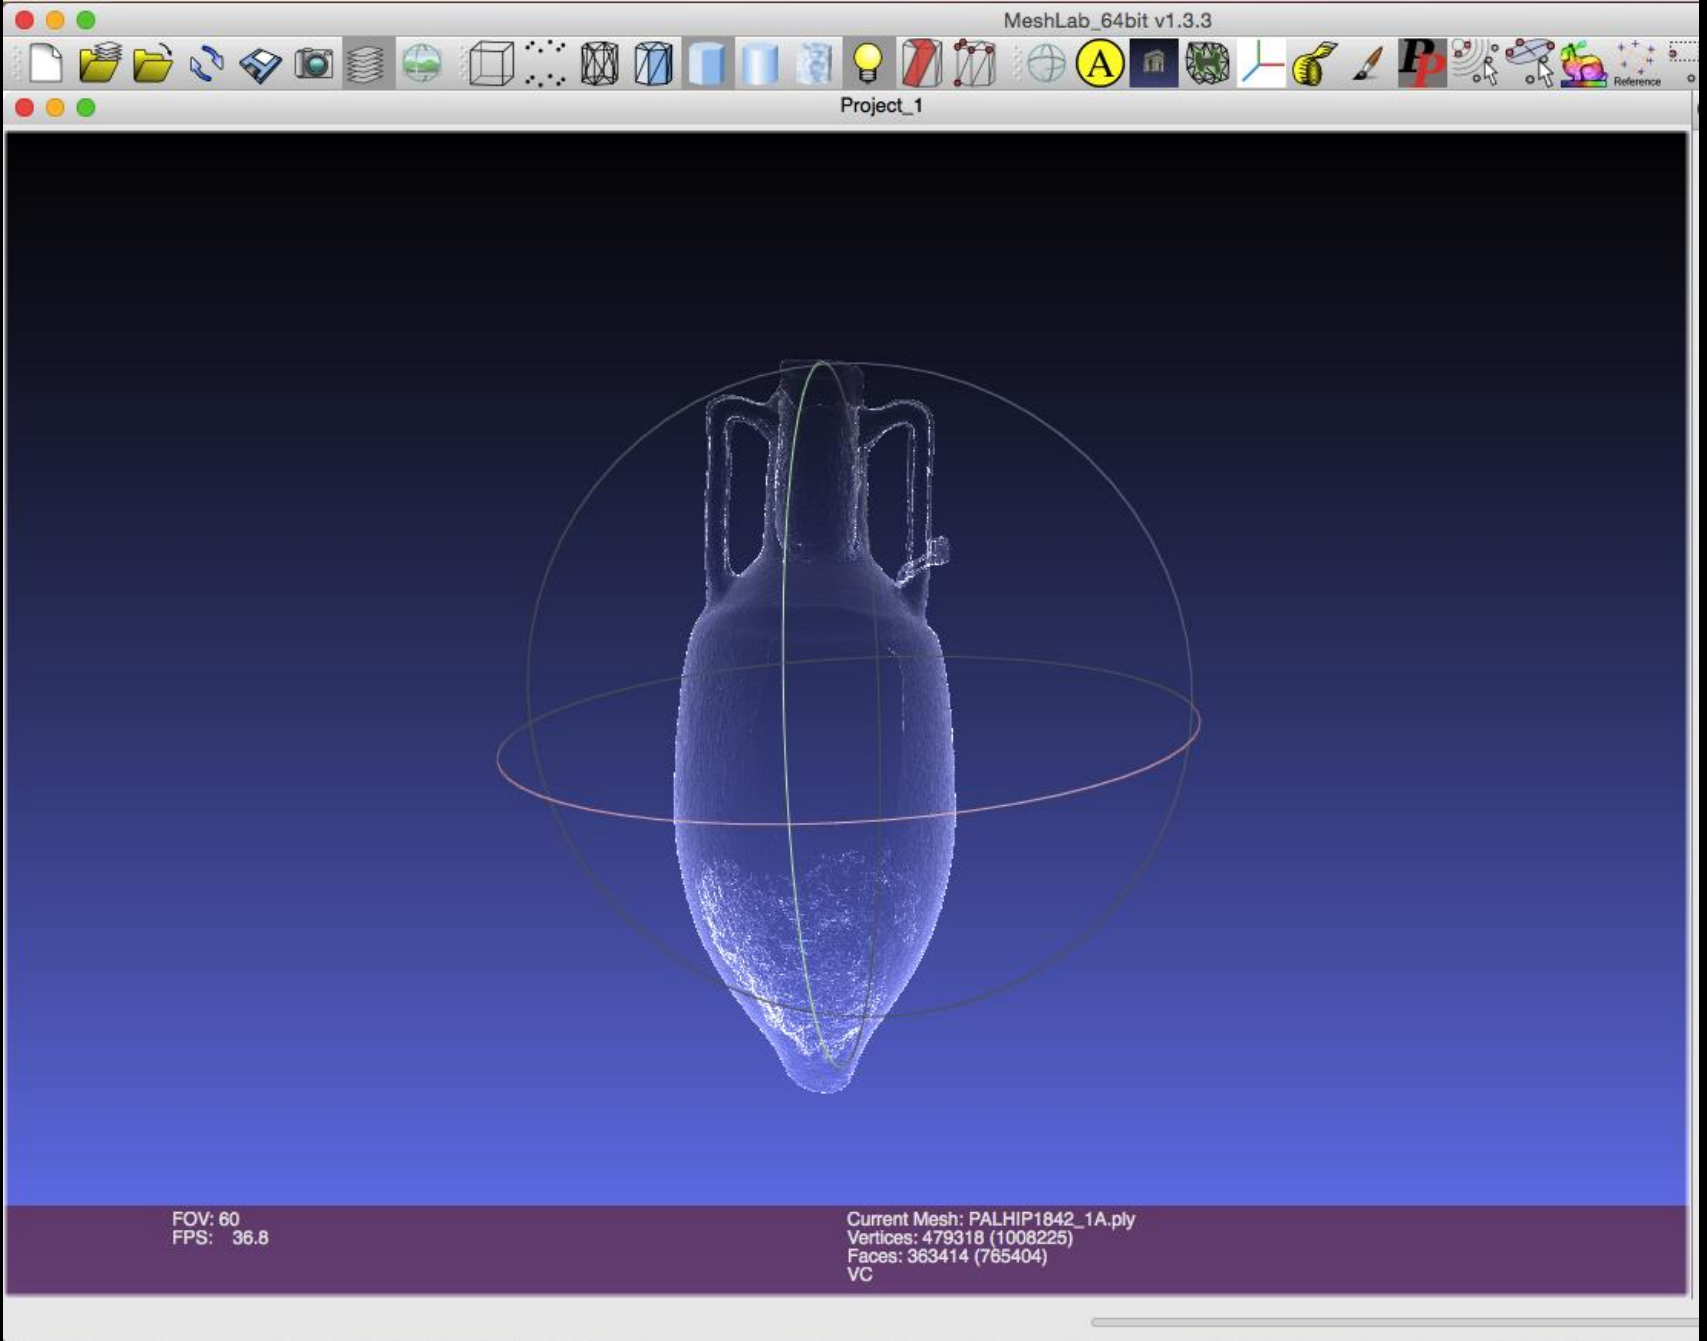 MeshLab_64bit v1.3.3
A
PP
Reference
Project_1
FOV: 60
FPS: 36.8
Current Mesh: PALHIP1842_1A.ply
Vertices: 479318 (1008225)
Faces: 363414 (765404)
VC